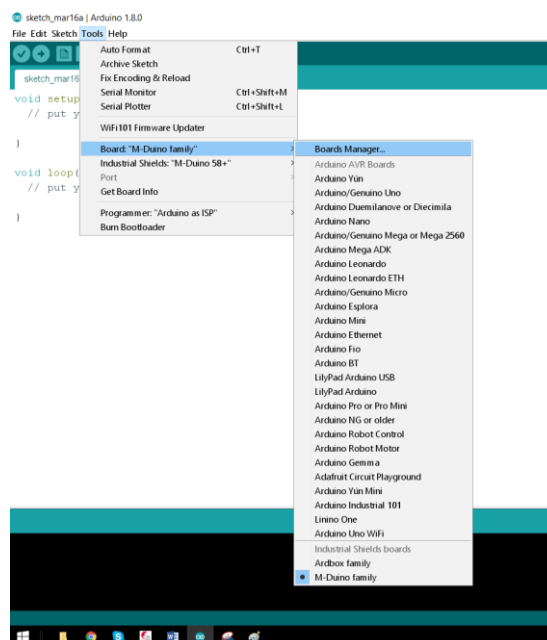 sketch_mar16a | Arduino 1.8.0
File Edit Sketch Tools Help
sketch_mar16
void setup
// put y
}
void loop(
// put y
}
Auto Format Ctrl+T
Archive Sketch
Fix Encoding & Reload
Serial Monitor Ctrl+Shift+M
Serial Plotter Ctrl+Shift+L
WiFi101 Firmware Updater
Board: "M-Duino family"
Industrial Shields: "M-Duino 58+"
Port
Get Board Info
Programmer: "Arduino as ISP"
Burn Bootloader
Boards Manager...
Arduino AVR Boards
Arduino Yún
Arduino/Genuino Uno
Arduino Duemilanove or Diecimila
Arduino Nano
Arduino/Genuino Mega or Mega 2560
Arduino Mega ADK
Arduino Leonardo
Arduino Leonardo ETH
Arduino/Genuino Micro
Arduino Esplora
Arduino Mini
Arduino Ethernet
Arduino Fio
Arduino BT
LilyPad Arduino USB
LilyPad Arduino
Arduino Pro or Pro Mini
Arduino NG or older
Arduino Robot Control
Arduino Robot Motor
Arduino Gemma
Adafruit Circuit Playground
Arduino Yún Mini
Arduino Industrial 101
Linino One
Arduino Uno WiFi
Industrial Shields boards
Ardbox family
M-Duino family